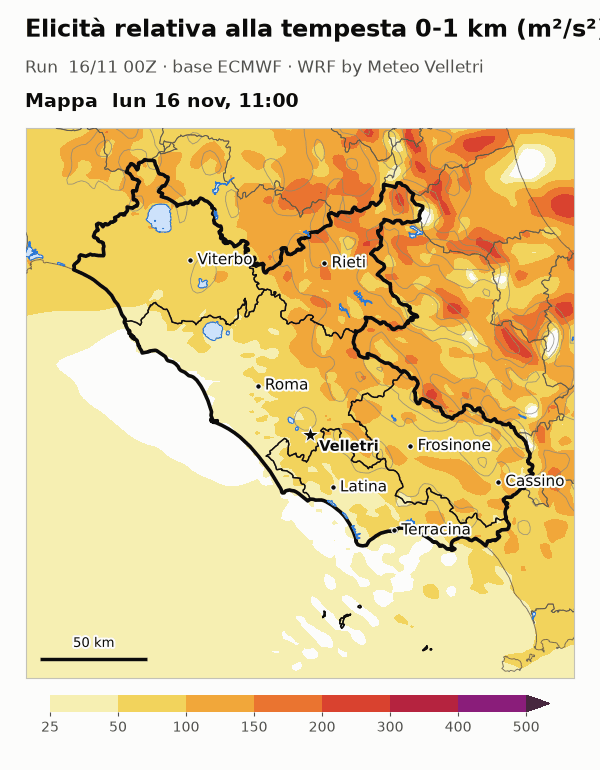 Elicità relativa alla tempesta 0-1 km (m²/s²)
Run  16/11 00Z · base ECMWF · WRF by Meteo Velletri
Mappa  lun 16 nov, 11:00
Viterbo
Rieti
Roma
Velletri
Frosinone
Latina
Cassino
Terracina
50 km
25 50 100 150 200 300 400 500